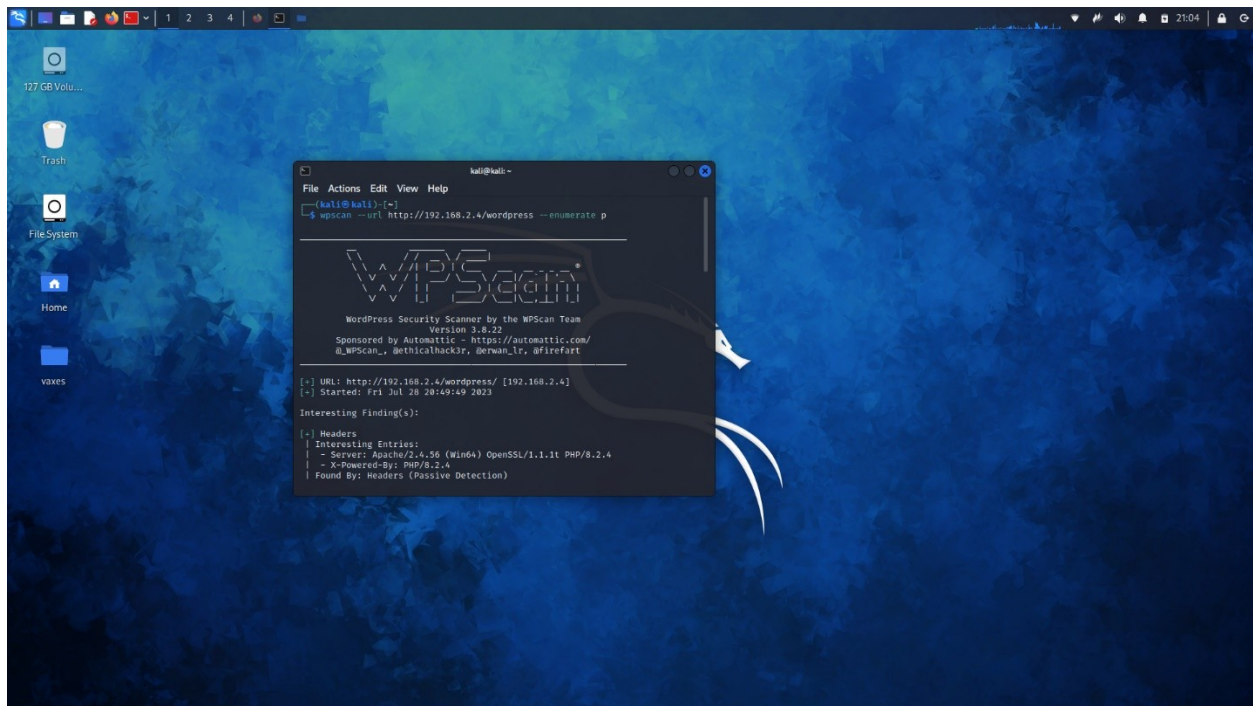 1 2 3 4
21:04
127 GB Volu...
Trash
File System
Home
vaxes
kali@kali: ~
File Actions Edit View Help
(kali㉿kali)-[~]
$ wpscan --url http://192.168.2.4/wordpress --enumerate p
WPScan®
WordPress Security Scanner by the WPScan Team
Version 3.8.22
Sponsored by Automattic - https://automattic.com/
@_WPScan_, @ethicalhack3r, @erwan_lr, @firefart
[+] URL: http://192.168.2.4/wordpress/ [192.168.2.4]
[+] Started: Fri Jul 28 20:49:49 2023
Interesting Finding(s):
[+] Headers
| Interesting Entries:
| - Server: Apache/2.4.56 (Win64) OpenSSL/1.1.1t PHP/8.2.4
| - X-Powered-By: PHP/8.2.4
| Found By: Headers (Passive Detection)